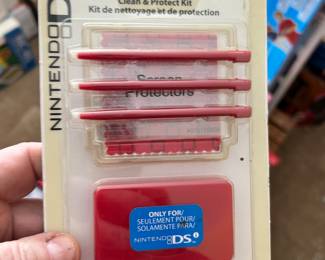 Clean & Protect Kit
Kit de nettoyage et de protection
NINTENDO DS
Screen
Protectors
ONLY FOR/
SEULEMENT POUR/
SOLAMENTE PARA/
NINTENDO DS i